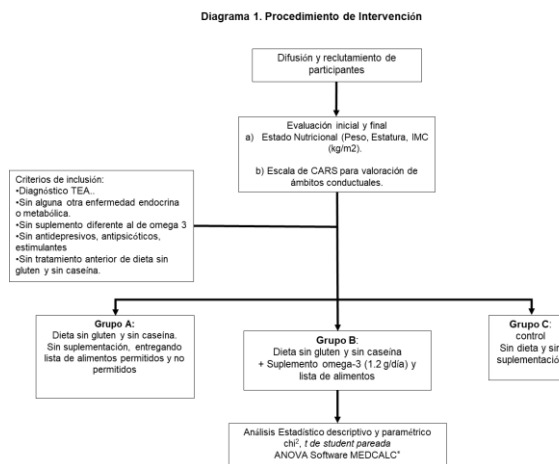 Diagrama 1. Procedimiento de Intervención
Difusión y reclutamiento de
participantes
Evaluación inicial y final
a) Estado Nutricional (Peso, Estatura, IMC
(kg/m2).
b) Escala de CARS para valoración de
ámbitos conductuales.
Criterios de inclusión:
•Diagnóstico TEA..
•Sin alguna otra enfermedad endocrina
o metabólica.
•Sin suplemento diferente al de omega 3
•Sin antidepresivos, antipsicóticos,
estimulantes
•Sin tratamiento anterior de dieta sin
gluten y sin caseína.
Grupo A:
Dieta sin gluten y sin caseína.
Sin suplementación, entregando
lista de alimentos permitidos y no
permitidos
Grupo B:
Dieta sin gluten y sin caseína
+ Suplemento omega-3 (1.2 g/día) y
lista de alimentos
Grupo C:
control
Sin dieta y sin
suplementació
Análisis Estadístico descriptivo y paramétrico
chi², t de student pareada
ANOVA Software MEDCALC*